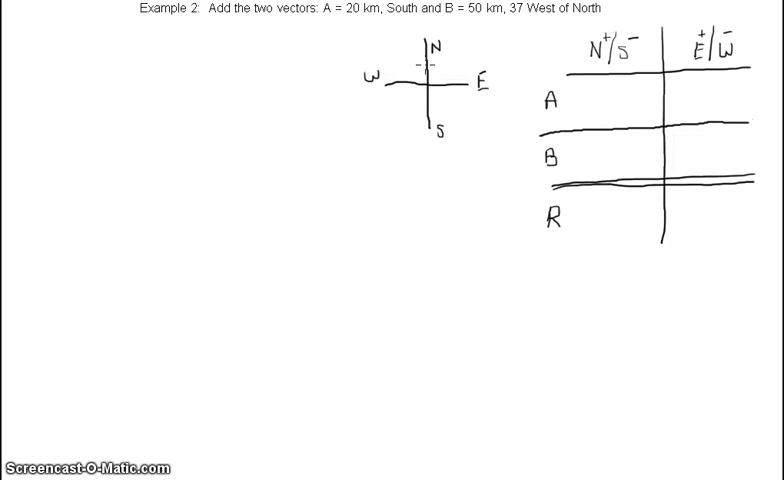 Example 2: Add the two vectors: A = 20 km, South and B = 50 km, 37 West of North
N
W E
S
N+/S- E+/W-
A
B
R
Screencast-O-Matic.com